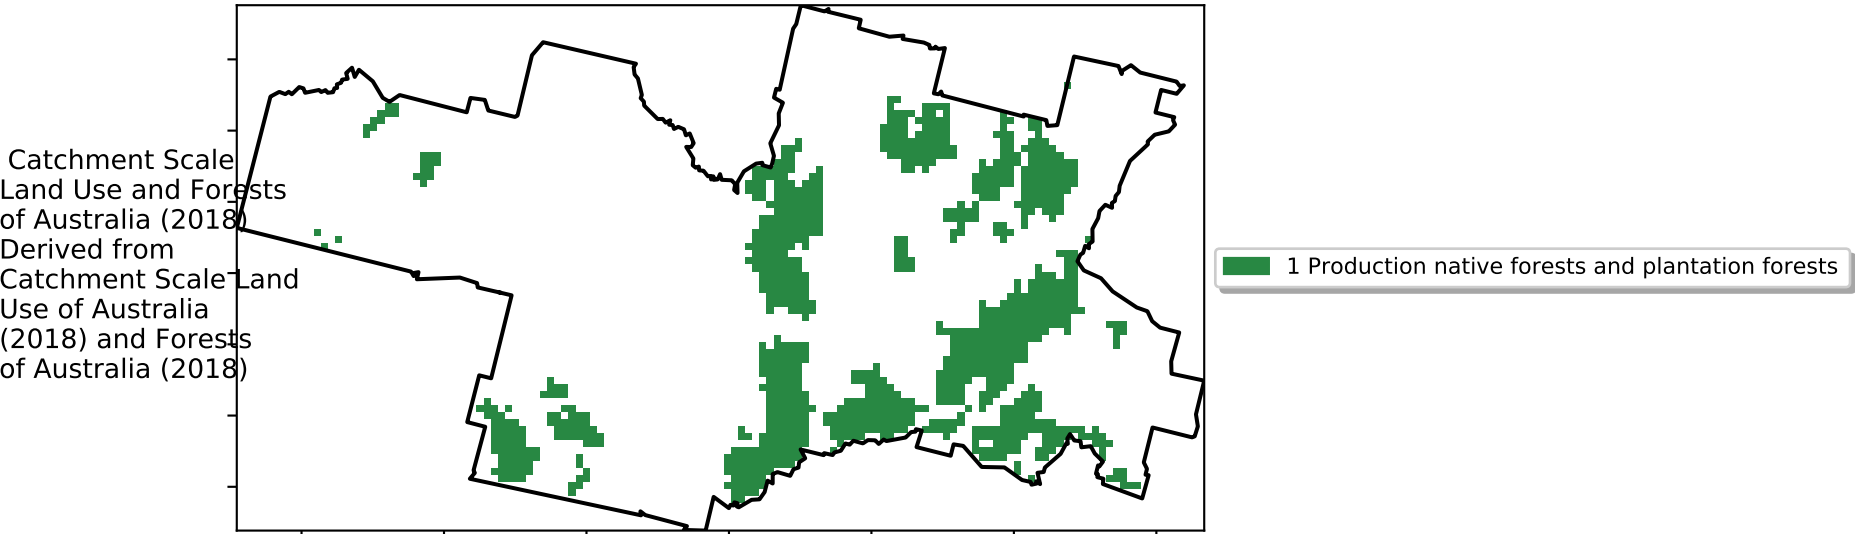 Catchment Scale
Land Use and Forests
of Australia (2018)
Derived from
Catchment Scale Land
Use of Australia
(2018) and Forests
of Australia (2018)
1 Production native forests and plantation forests